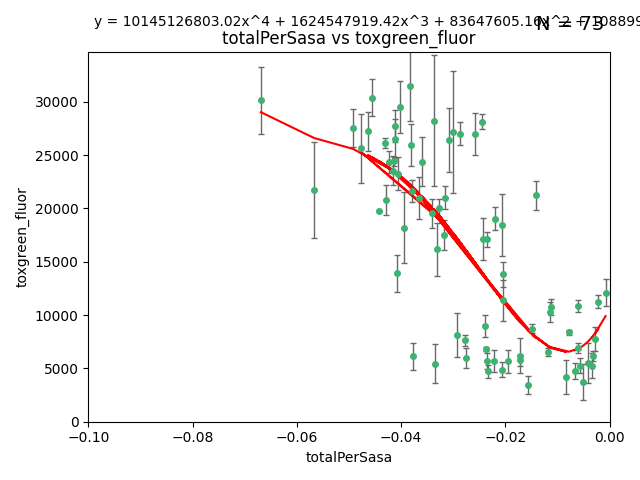 y = 10145126803.02x^4 + 1624547919.42x^3 + 83647605.16x^2 +
N = 73
totalPerSasa vs toxgreen_fluor
30000
25000
20000
15000
10000
5000
0
toxgreen_fluor
−0.10 −0.08 −0.06 −0.04 −0.02 0.00
totalPerSasa